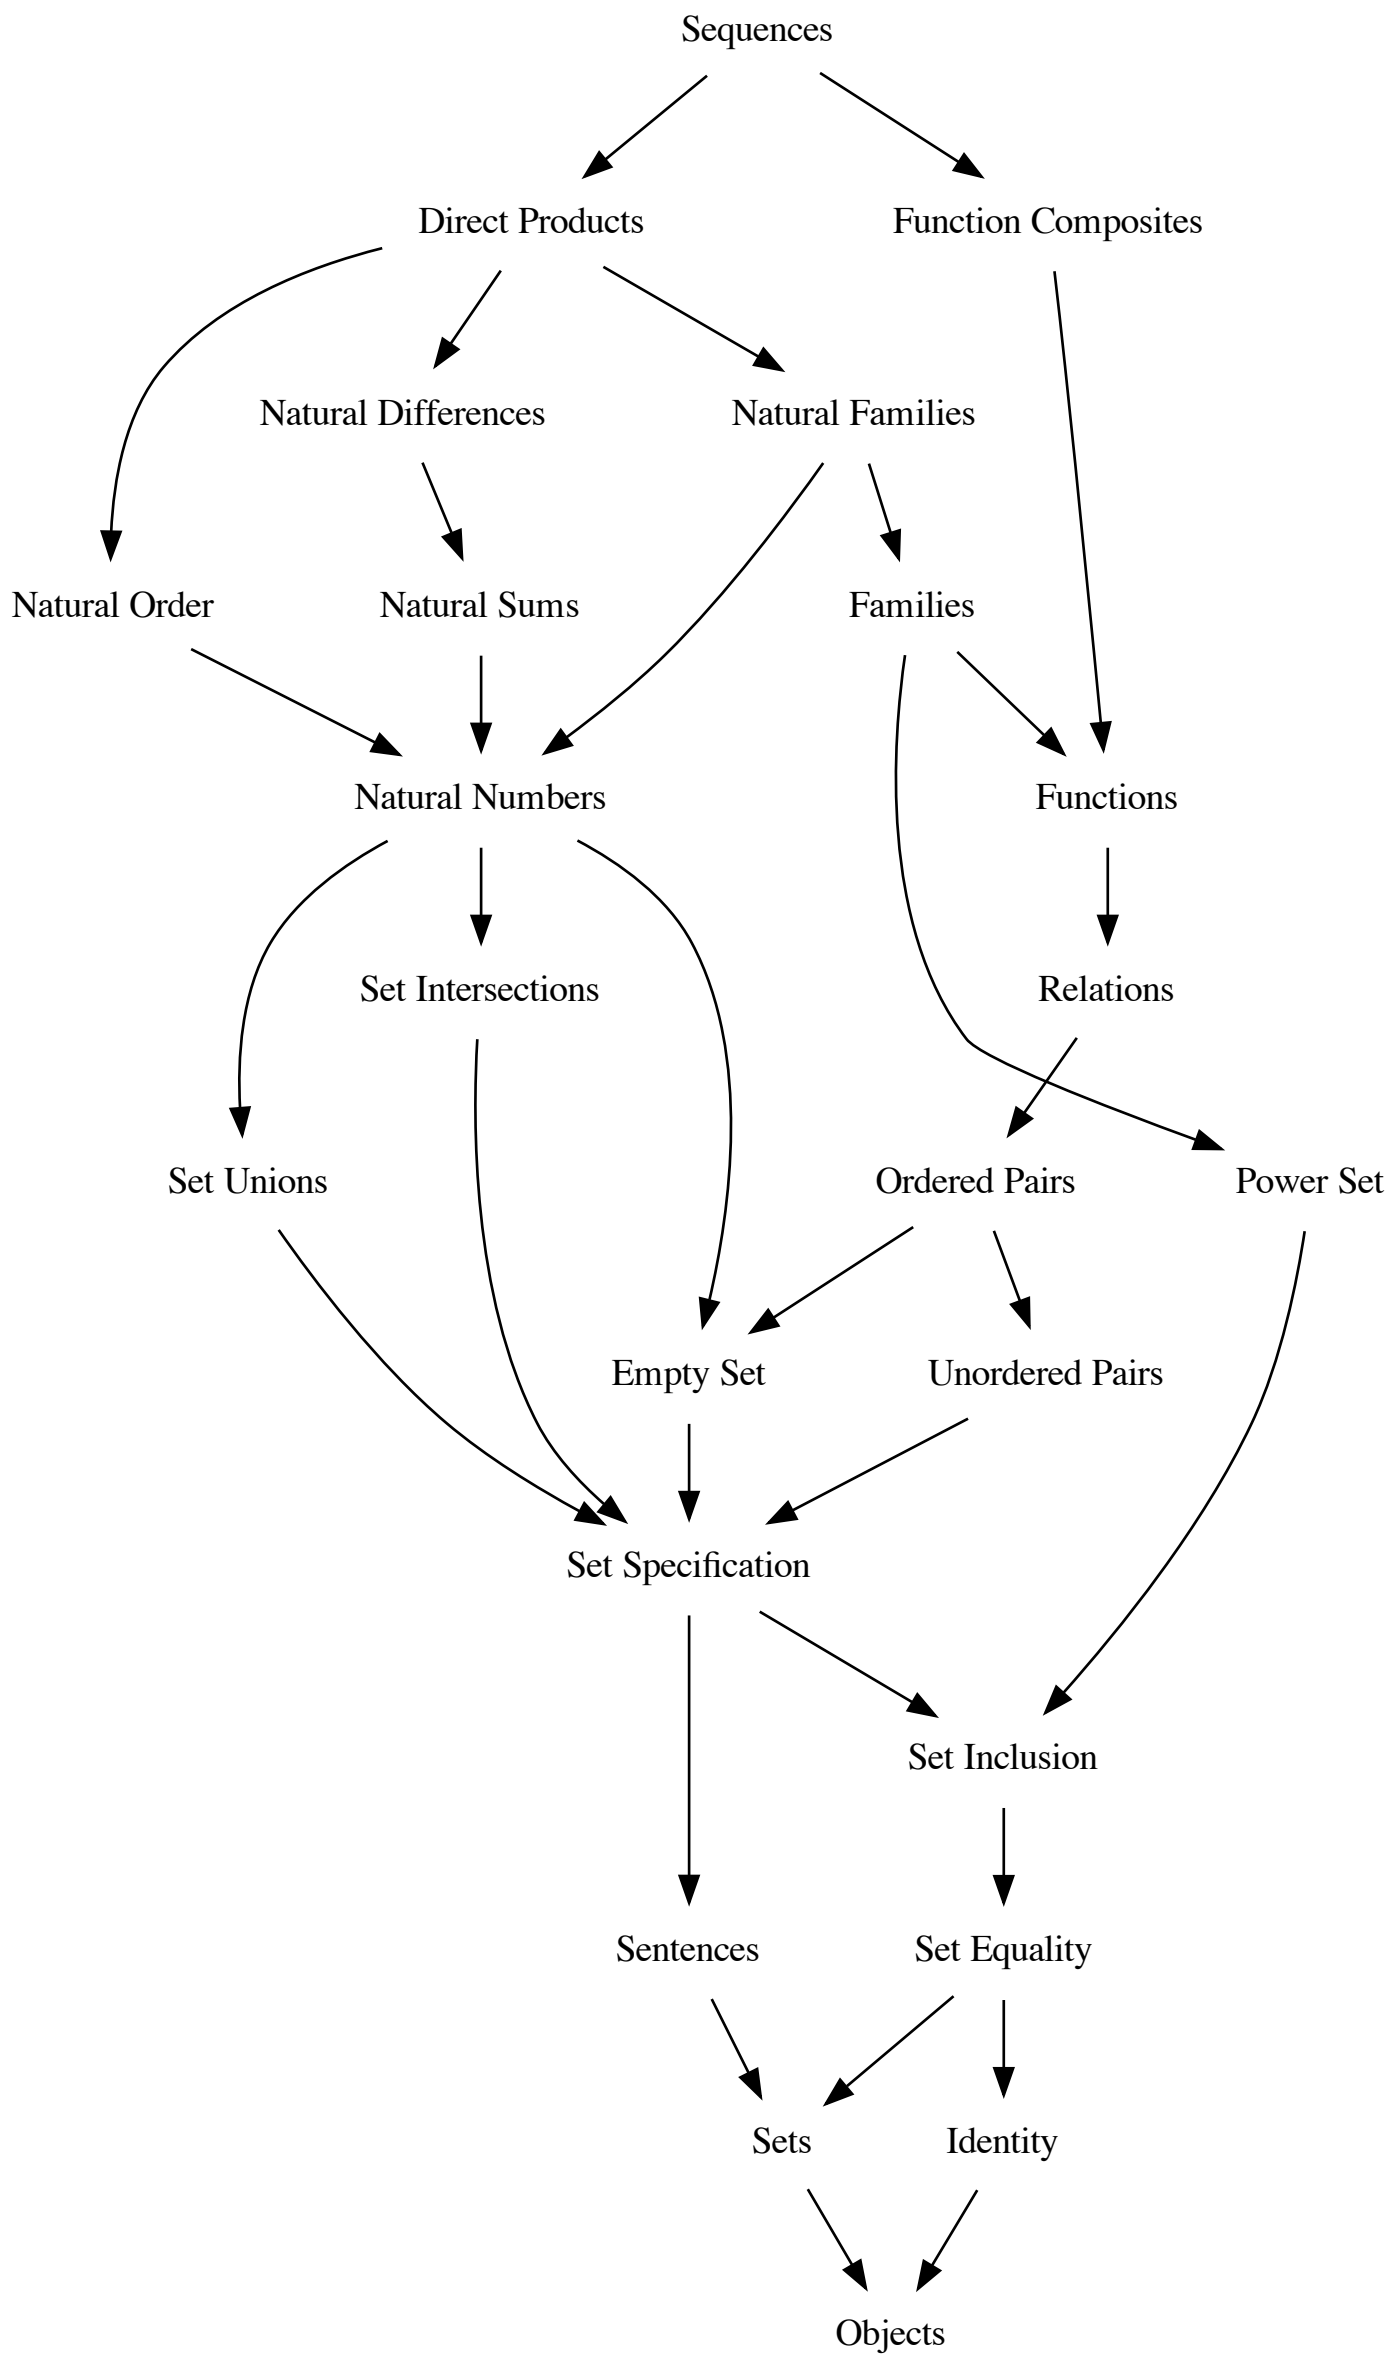 Sequences
Direct Products
Function Composites
Natural Differences
Natural Families
Natural Order
Natural Sums
Families
Natural Numbers
Functions
Set Intersections
Relations
Set Unions
Ordered Pairs
Power Set
Empty Set
Unordered Pairs
Set Specification
Set Inclusion
Sentences
Set Equality
Sets
Identity
Objects